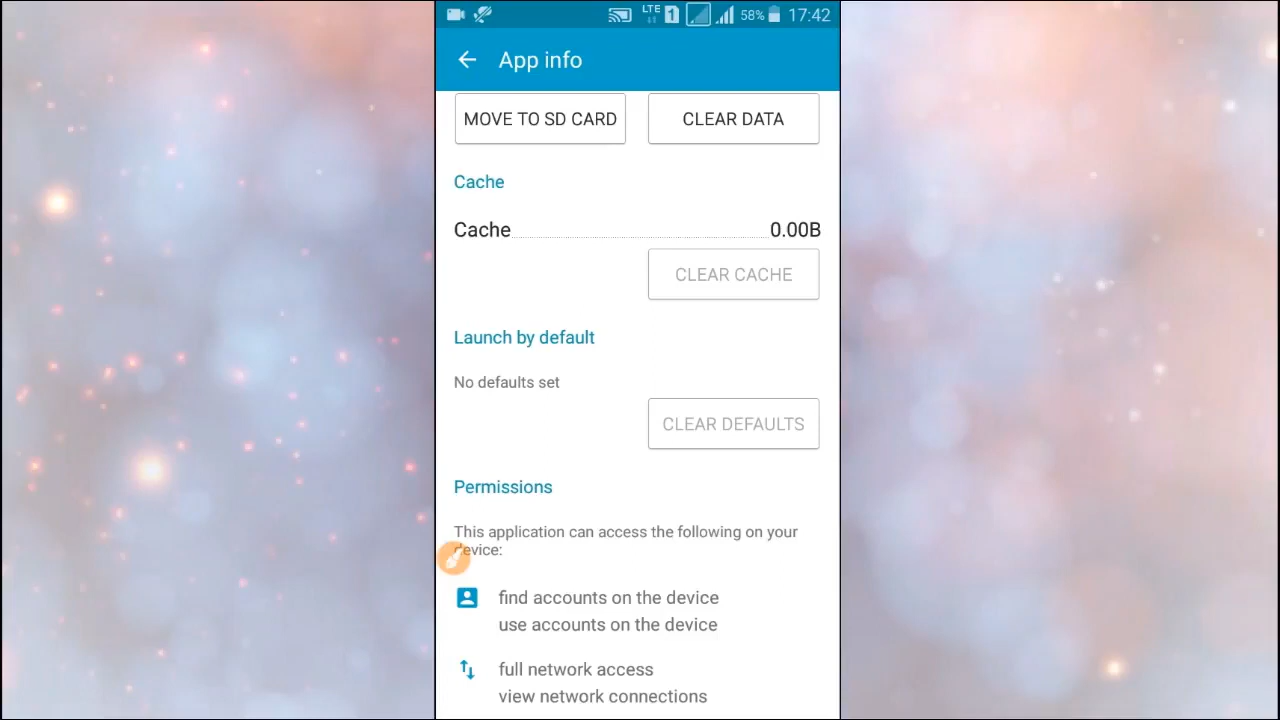 LTE 1 58% 17:42
App info
MOVE TO SD CARD CLEAR DATA
Cache
Cache 0.00B
CLEAR CACHE
Launch by default
No defaults set
CLEAR DEFAULTS
Permissions
This application can access the following on your
device:
find accounts on the device
use accounts on the device
full network access
view network connections